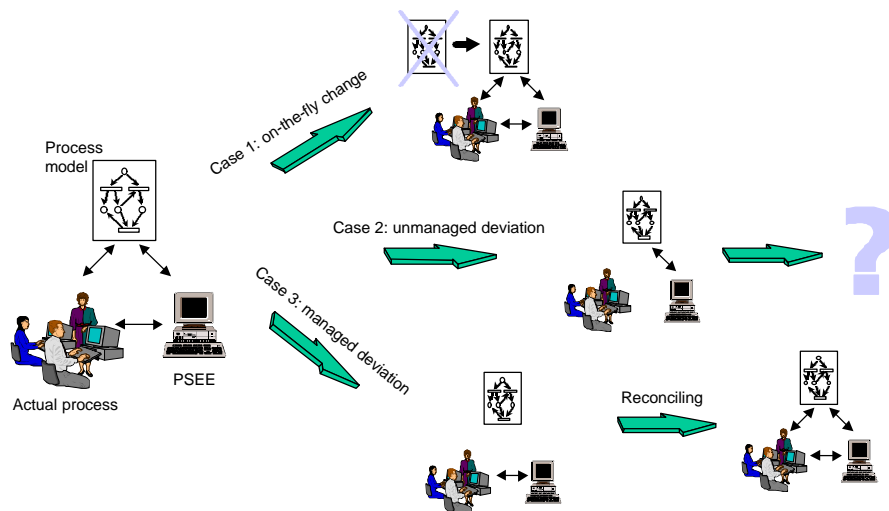 Case 1: on-the-fly change
Process
model
Case 2: unmanaged deviation
?
Case 3: managed deviation
PSEE
Actual process
Reconciling